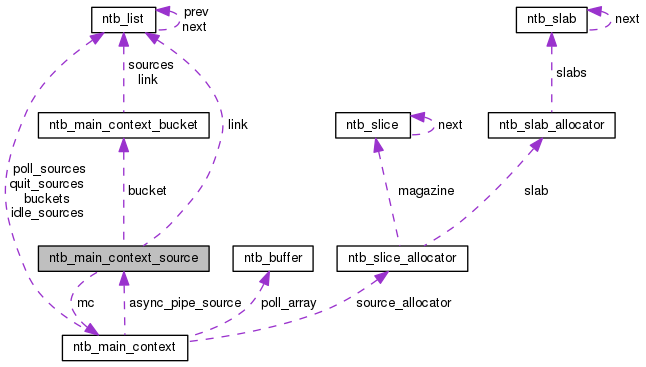 ntb_list
prev
next
ntb_slab
next
sources
link
slabs
ntb_main_context_bucket
link
ntb_slice
next
ntb_slab_allocator
poll_sources
quit_sources
buckets
idle_sources
bucket
magazine
slab
ntb_main_context_source
ntb_buffer
ntb_slice_allocator
mc
async_pipe_source
poll_array
source_allocator
ntb_main_context